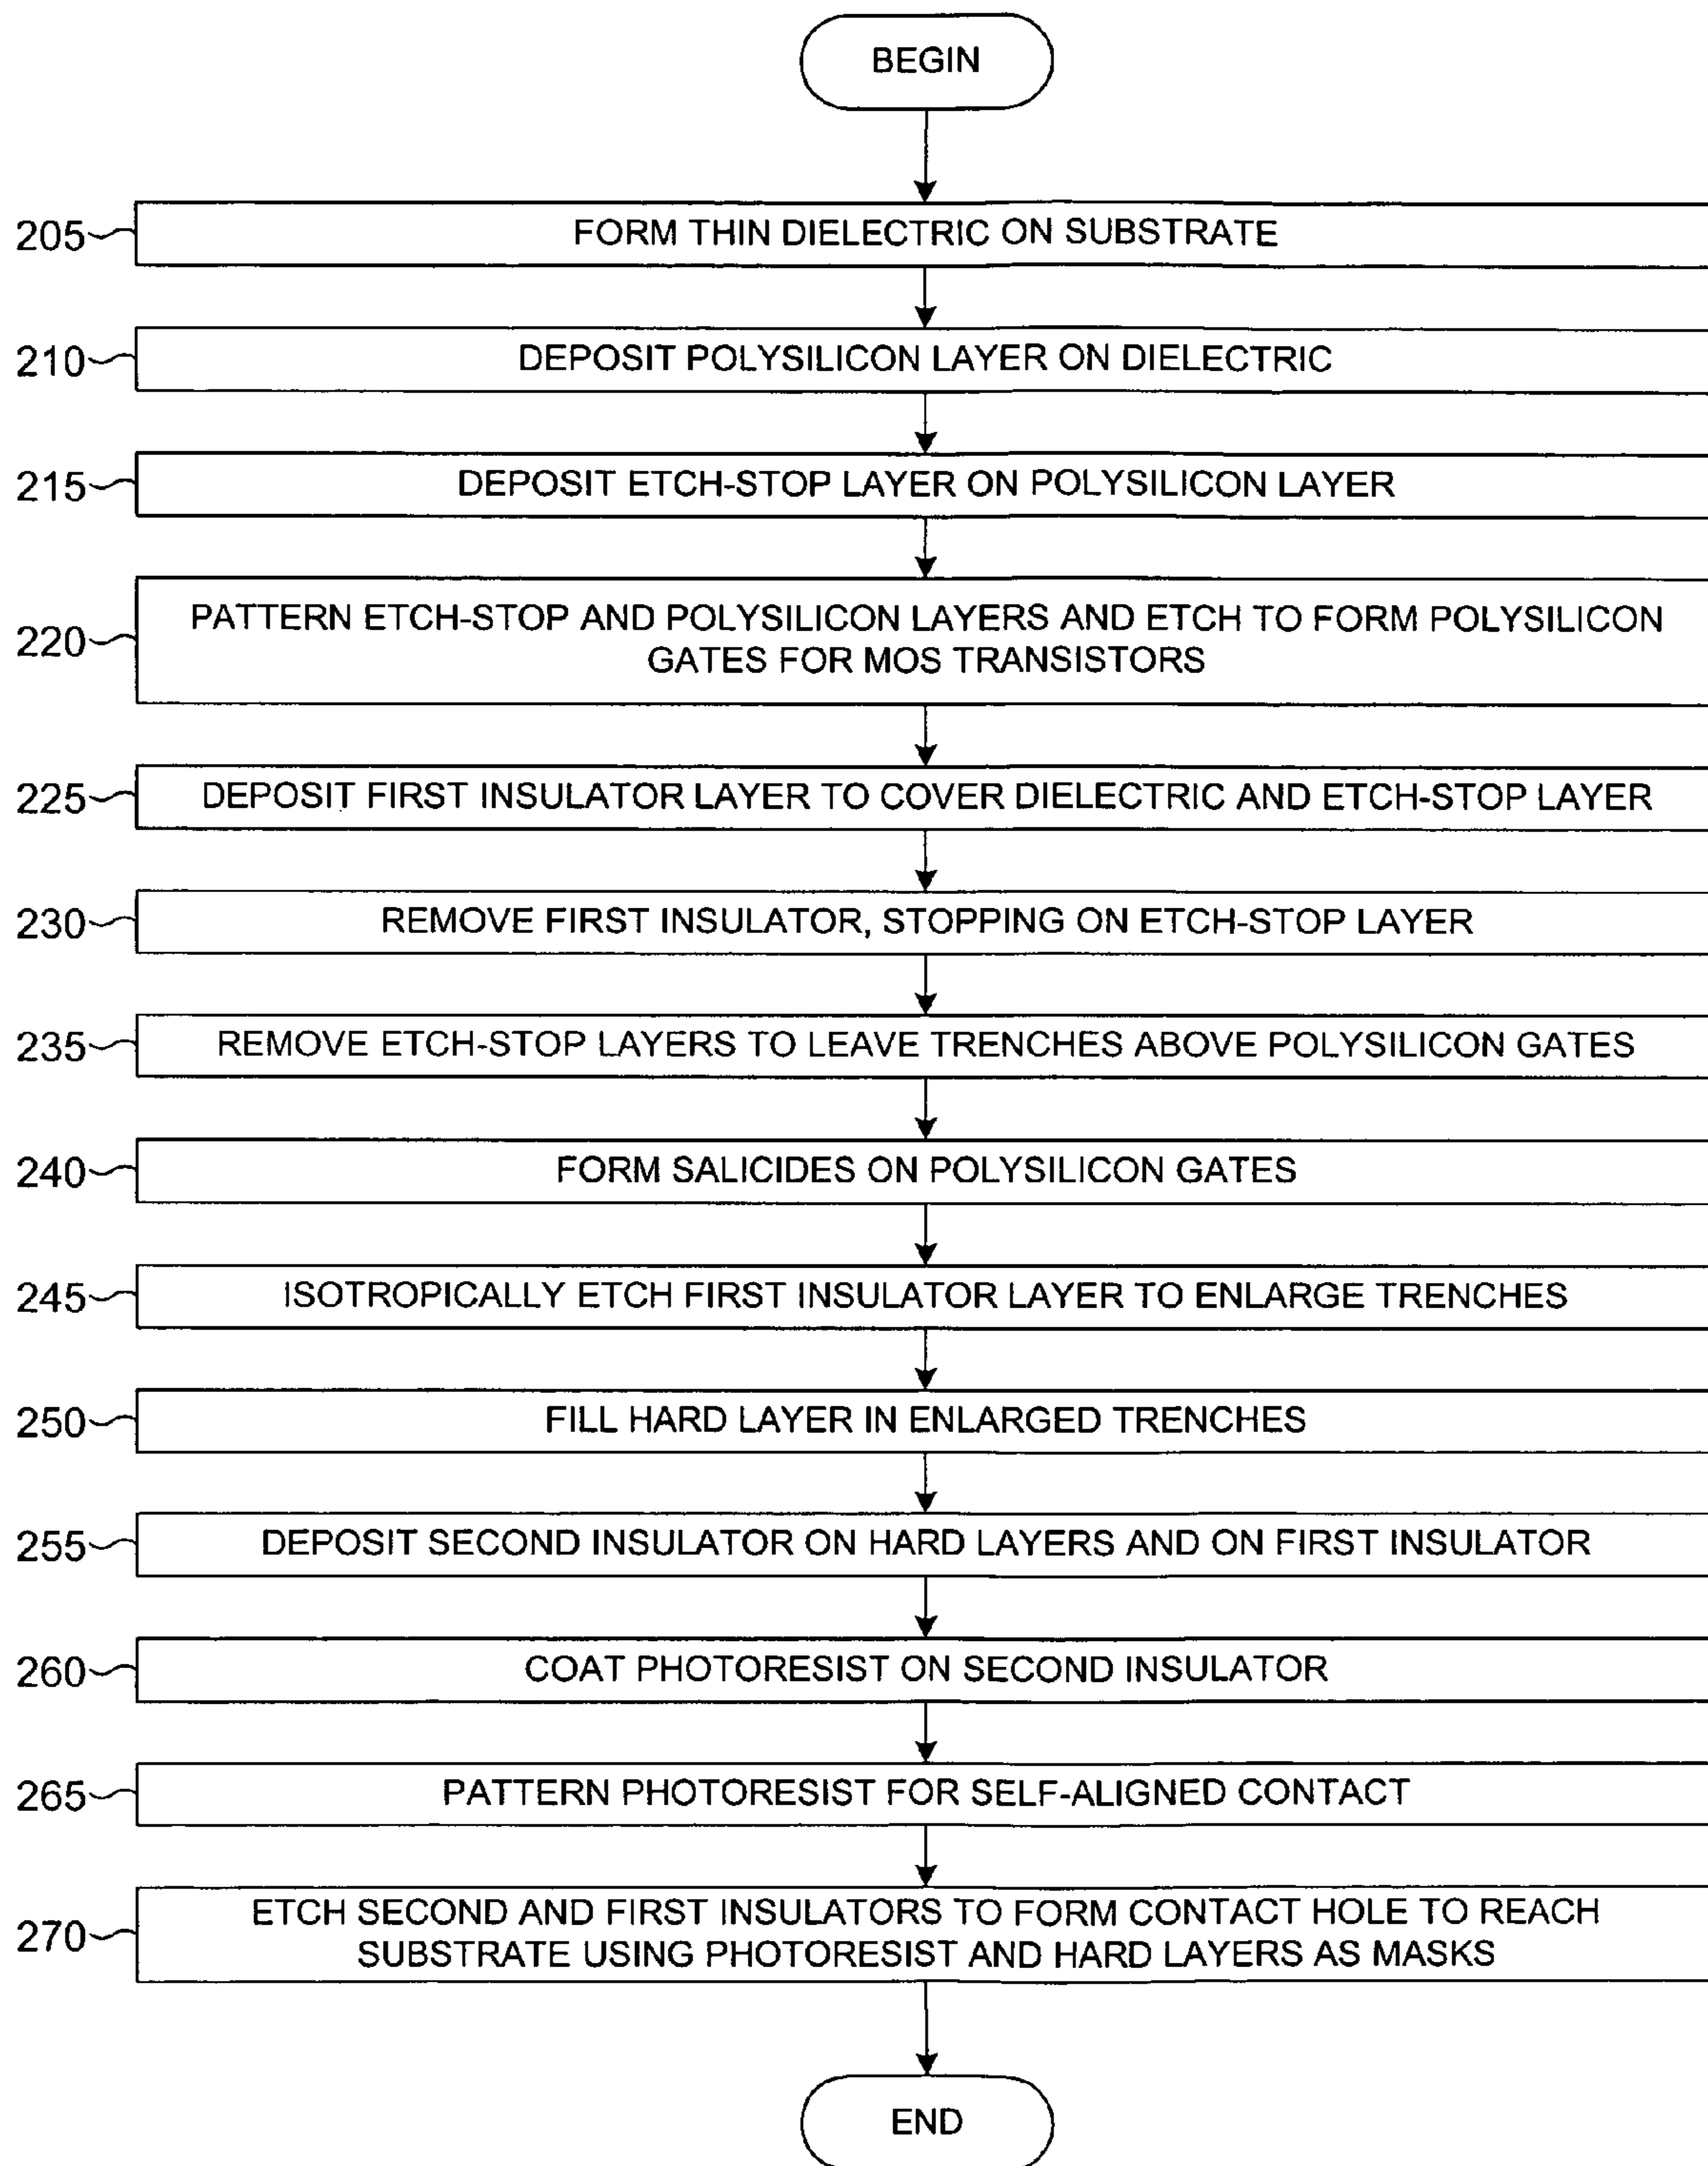 BEGIN
205
FORM THIN DIELECTRIC ON SUBSTRATE
210
DEPOSIT POLYSILICON LAYER ON DIELECTRIC
215
DEPOSIT ETCH-STOP LAYER ON POLYSILICON LAYER
220
PATTERN ETCH-STOP AND POLYSILICON LAYERS AND ETCH TO FORM POLYSILICON
GATES FOR MOS TRANSISTORS
225
DEPOSIT FIRST INSULATOR LAYER TO COVER DIELECTRIC AND ETCH-STOP LAYER
230
REMOVE FIRST INSULATOR, STOPPING ON ETCH-STOP LAYER
235
REMOVE ETCH-STOP LAYERS TO LEAVE TRENCHES ABOVE POLYSILICON GATES
240
FORM SALICIDES ON POLYSILICON GATES
245
ISOTROPICALLY ETCH FIRST INSULATOR LAYER TO ENLARGE TRENCHES
250
FILL HARD LAYER IN ENLARGED TRENCHES
255
DEPOSIT SECOND INSULATOR ON HARD LAYERS AND ON FIRST INSULATOR
260
COAT PHOTORESIST ON SECOND INSULATOR
265
PATTERN PHOTORESIST FOR SELF-ALIGNED CONTACT
270
ETCH SECOND AND FIRST INSULATORS TO FORM CONTACT HOLE TO REACH
SUBSTRATE USING PHOTORESIST AND HARD LAYERS AS MASKS
END